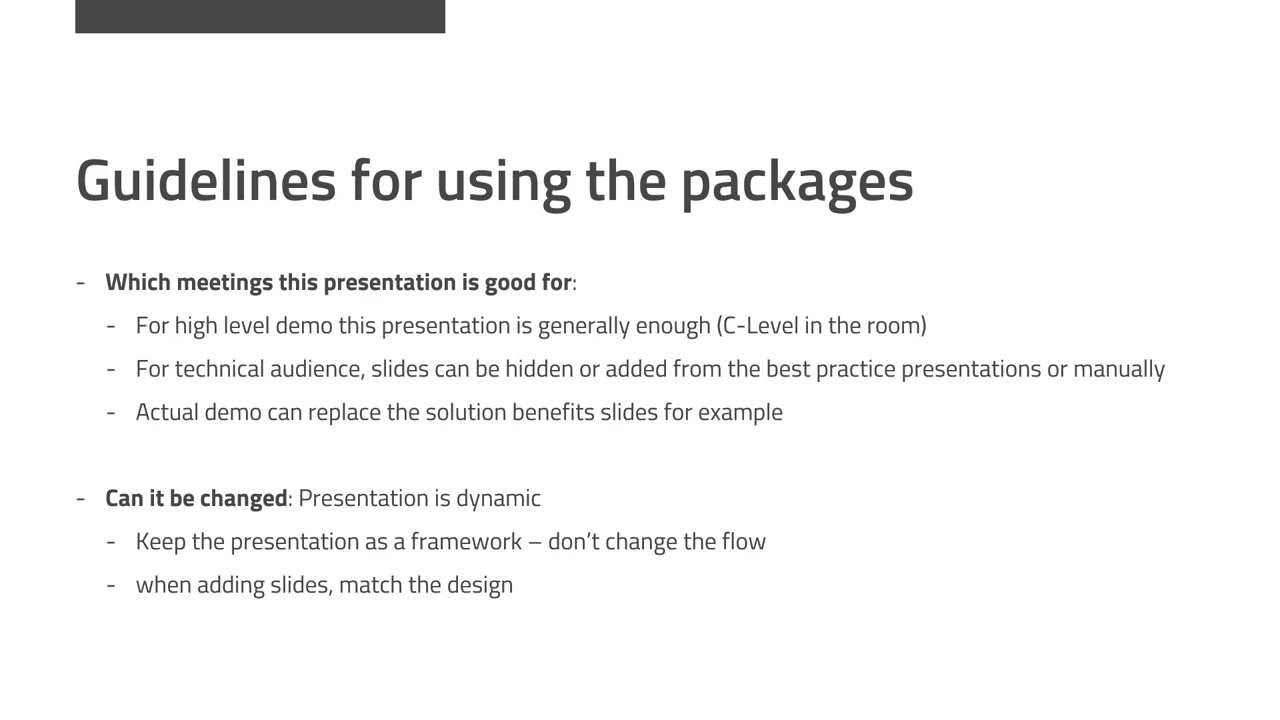 Guidelines for using the packages
- Which meetings this presentation is good for:
- For high level demo this presentation is generally enough (C-Level in the room)
- For technical audience, slides can be hidden or added from the best practice presentations or manually
- Actual demo can replace the solution benefits slides for example
- Can it be changed: Presentation is dynamic
- Keep the presentation as a framework – don’t change the flow
- when adding slides, match the design